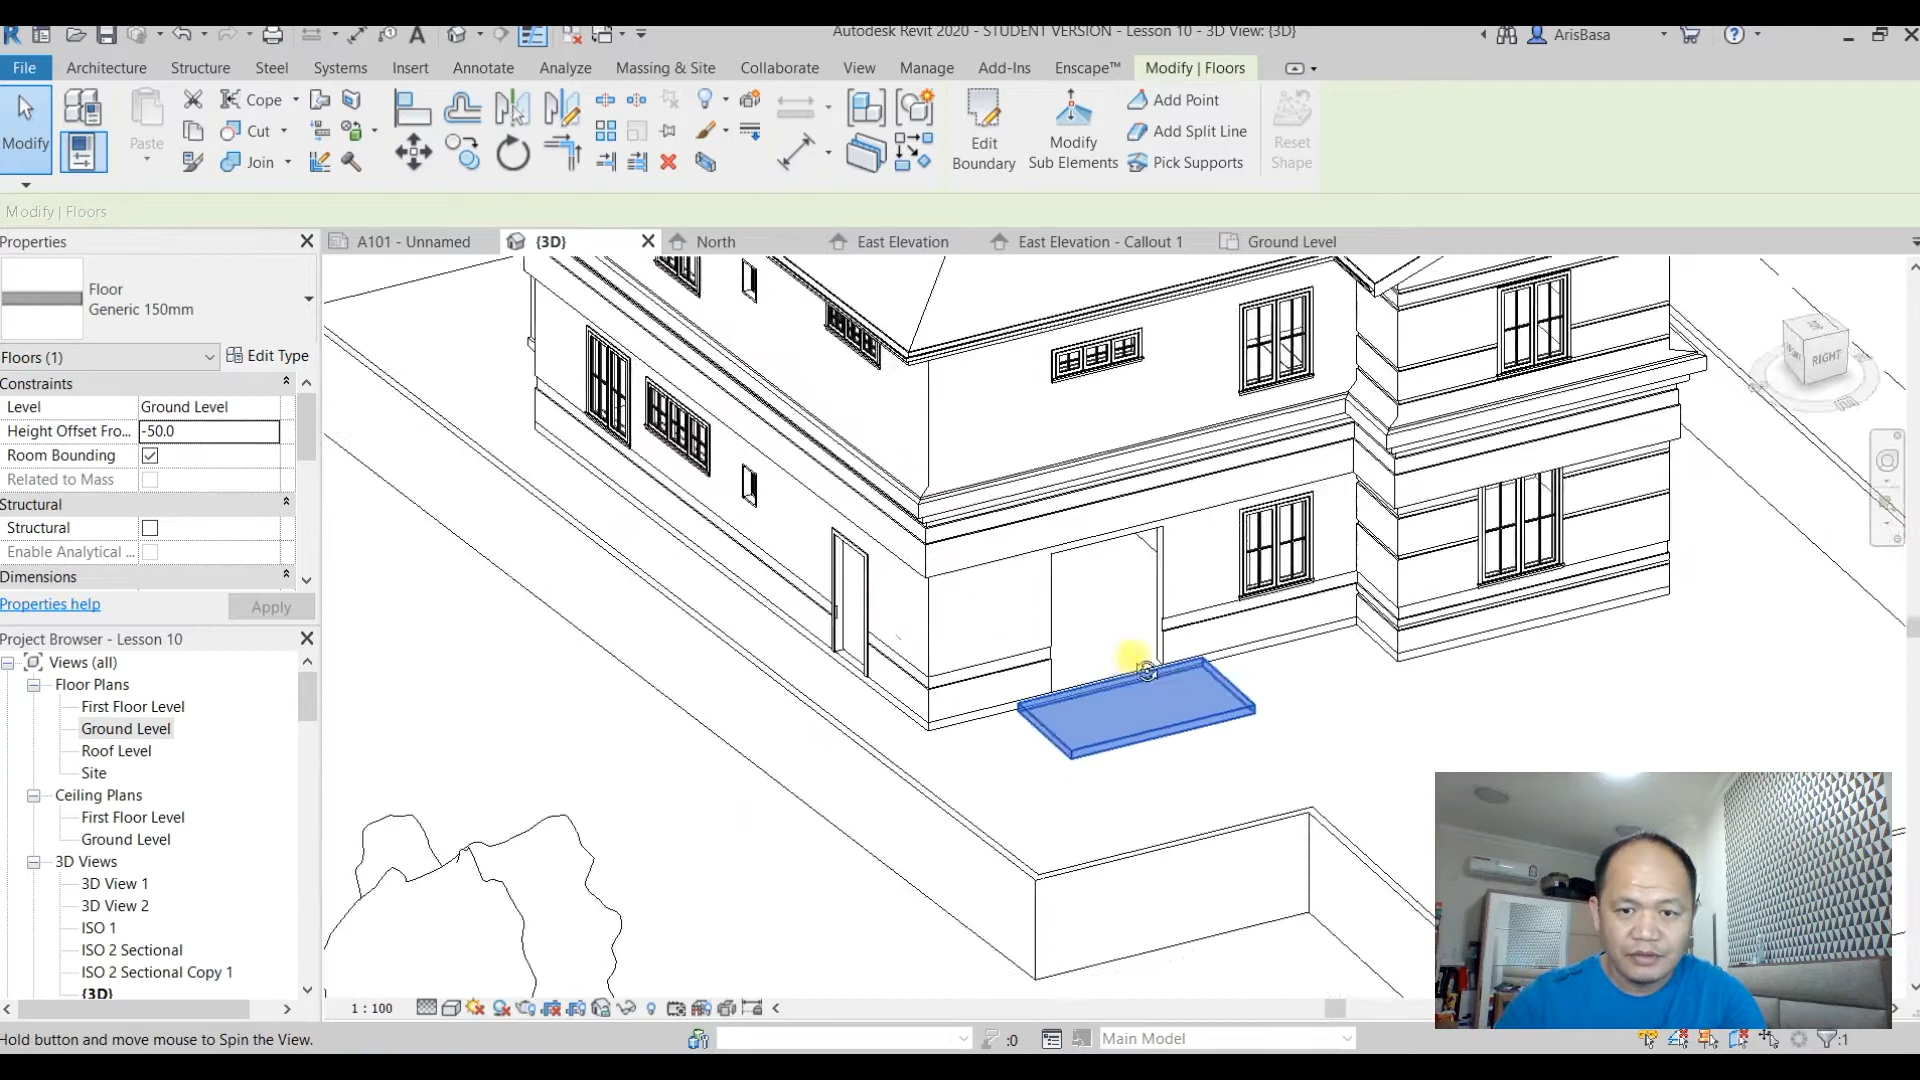 Autodesk Revit 2020 - STUDENT VERSION - Lesson 10 - 3D View: {3D}
ArisBasa
File Architecture Structure Steel Systems Insert Annotate Analyze Massing & Site Collaborate View Manage Add-Ins Enscape™ Modify | Floors
Modify
Paste
Cope
Cut
Join
Edit
Boundary
Modify
Sub Elements
Add Point
Add Split Line
Pick Supports
Reset
Shape
Modify | Floors
Properties
A101 - Unnamed
{3D}
North
East Elevation
East Elevation - Callout 1
Ground Level
Floor
Generic 150mm
Floors (1)
Edit Type
Constraints
Level Ground Level
Height Offset Fro... -50.0
Room Bounding
Related to Mass
Structural
Structural
Enable Analytical ...
Dimensions
Properties help
Apply
Project Browser - Lesson 10
Views (all)
Floor Plans
First Floor Level
Ground Level
Roof Level
Site
Ceiling Plans
First Floor Level
Ground Level
3D Views
3D View 1
3D View 2
ISO 1
ISO 2 Sectional
ISO 2 Sectional Copy 1
{3D}
RIGHT
1 : 100
Hold button and move mouse to Spin the View.
:0
Main Model
:1